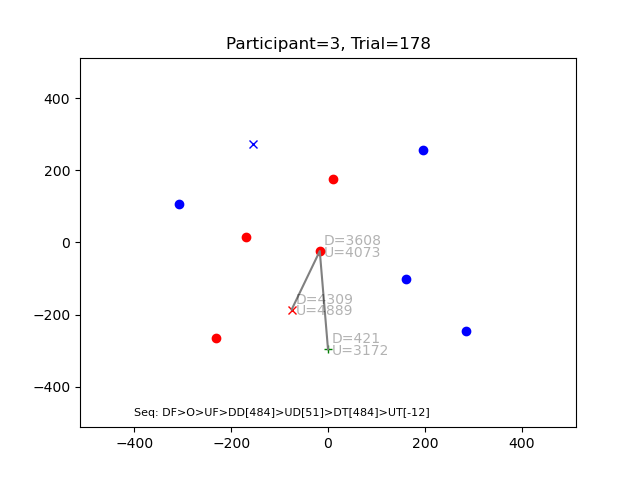 Participant=3, Trial=178
400
200
0
−200
−400
D=3608
U=4073
D=4309
U=4889
D=421
U=3172
Seq: DF>O>UF>DD[484]>UD[51]>DT[484]>UT[-12]
−400 −200 0 200 400